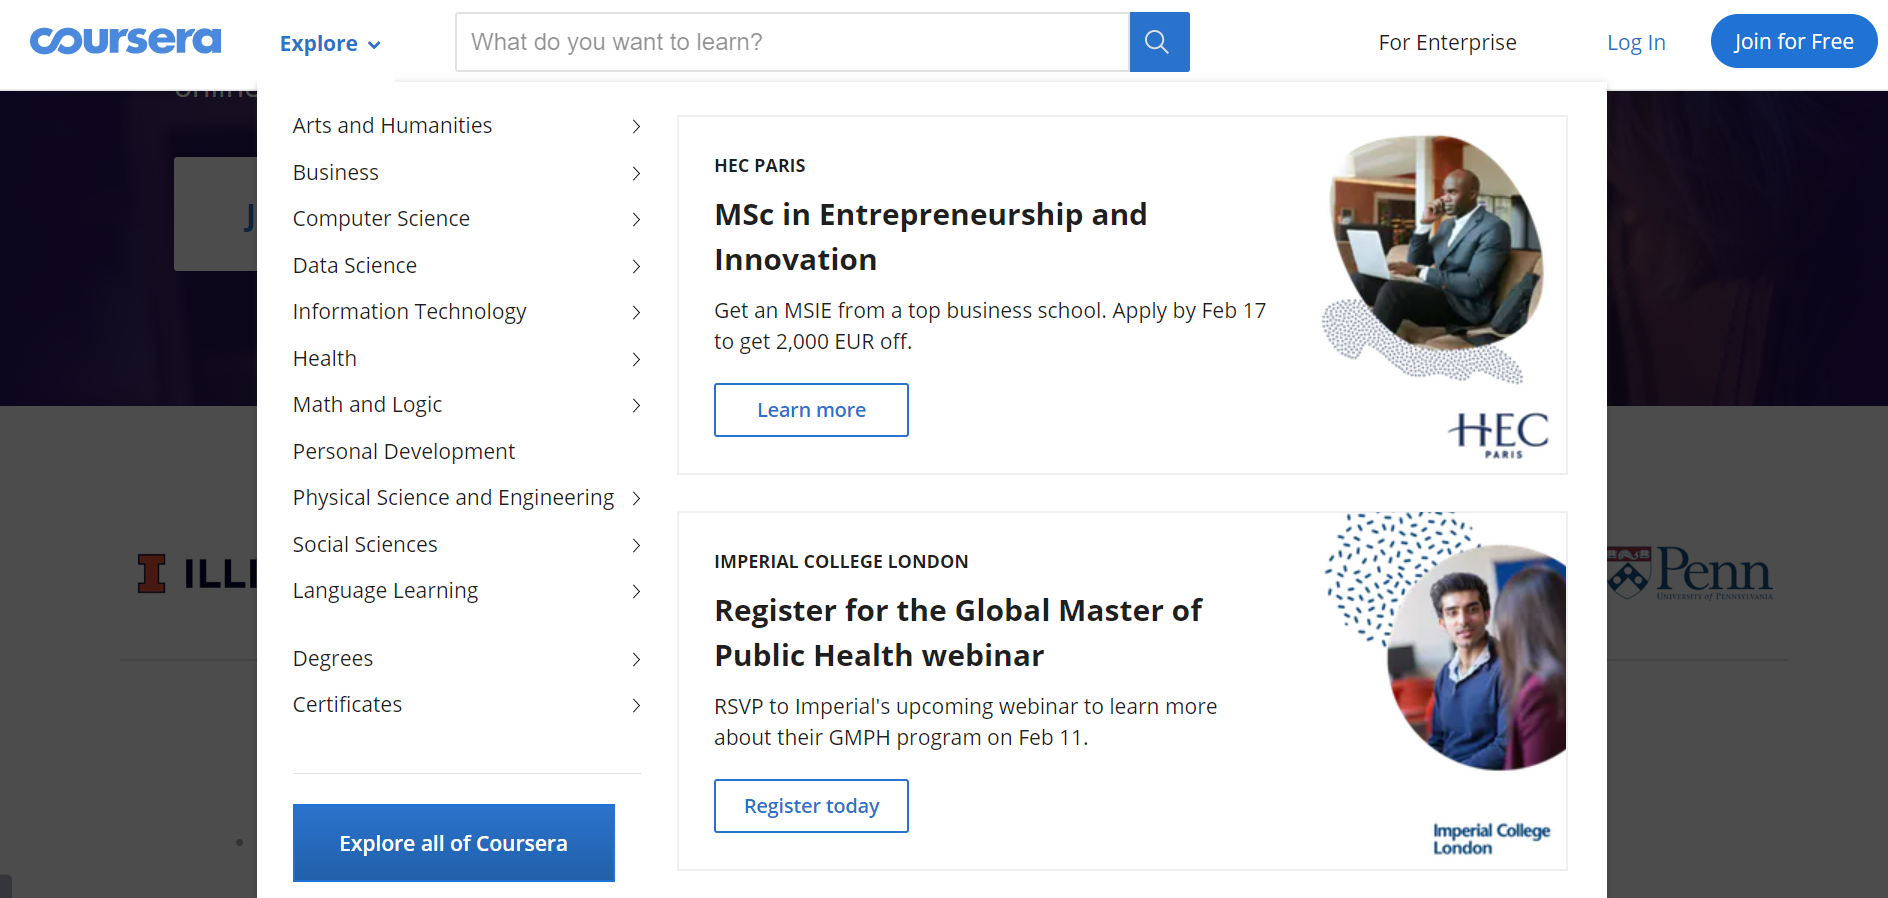 coursera
Explore
What do you want to learn?
For Enterprise
Log In
Join for Free
Arts and Humanities
Business
Computer Science
Data Science
Information Technology
Health
Math and Logic
Personal Development
Physical Science and Engineering
Social Sciences
Language Learning
Degrees
Certificates
Explore all of Coursera
HEC PARIS
MSc in Entrepreneurship and
Innovation
Get an MSIE from a top business school. Apply by Feb 17
to get 2,000 EUR off.
Learn more
HEC
PARIS
IMPERIAL COLLEGE LONDON
Register for the Global Master of
Public Health webinar
RSVP to Imperial's upcoming webinar to learn more
about their GMPH program on Feb 11.
Register today
Imperial College
London
Penn
UNIVERSITY of PENNSYLVANIA